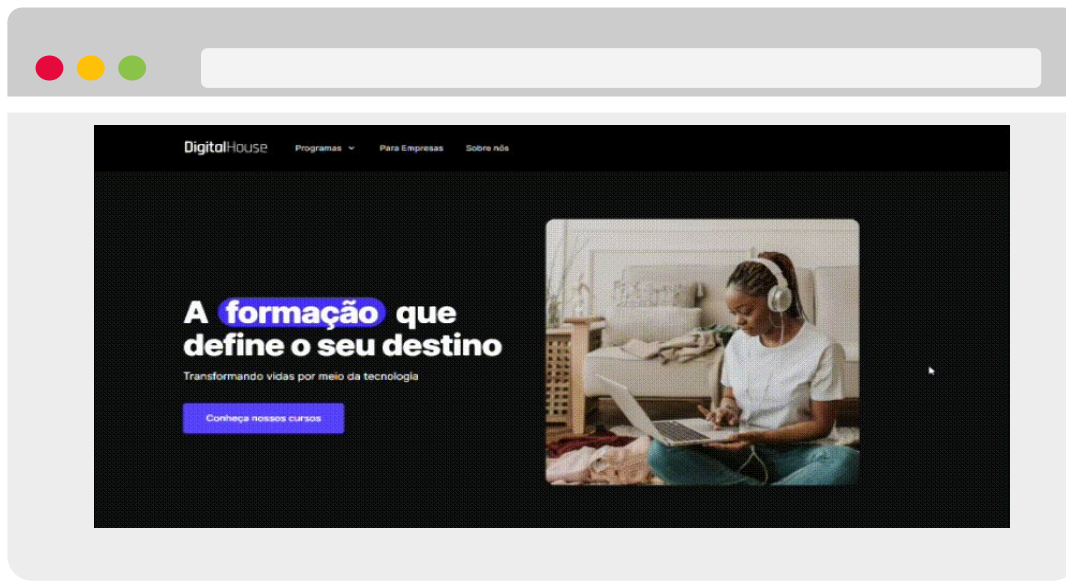 DigitalHouse Programas Para Empresas Sobre nós
A formação que
define o seu destino
Transformando vidas por meio da tecnologia
Conheça nossos cursos